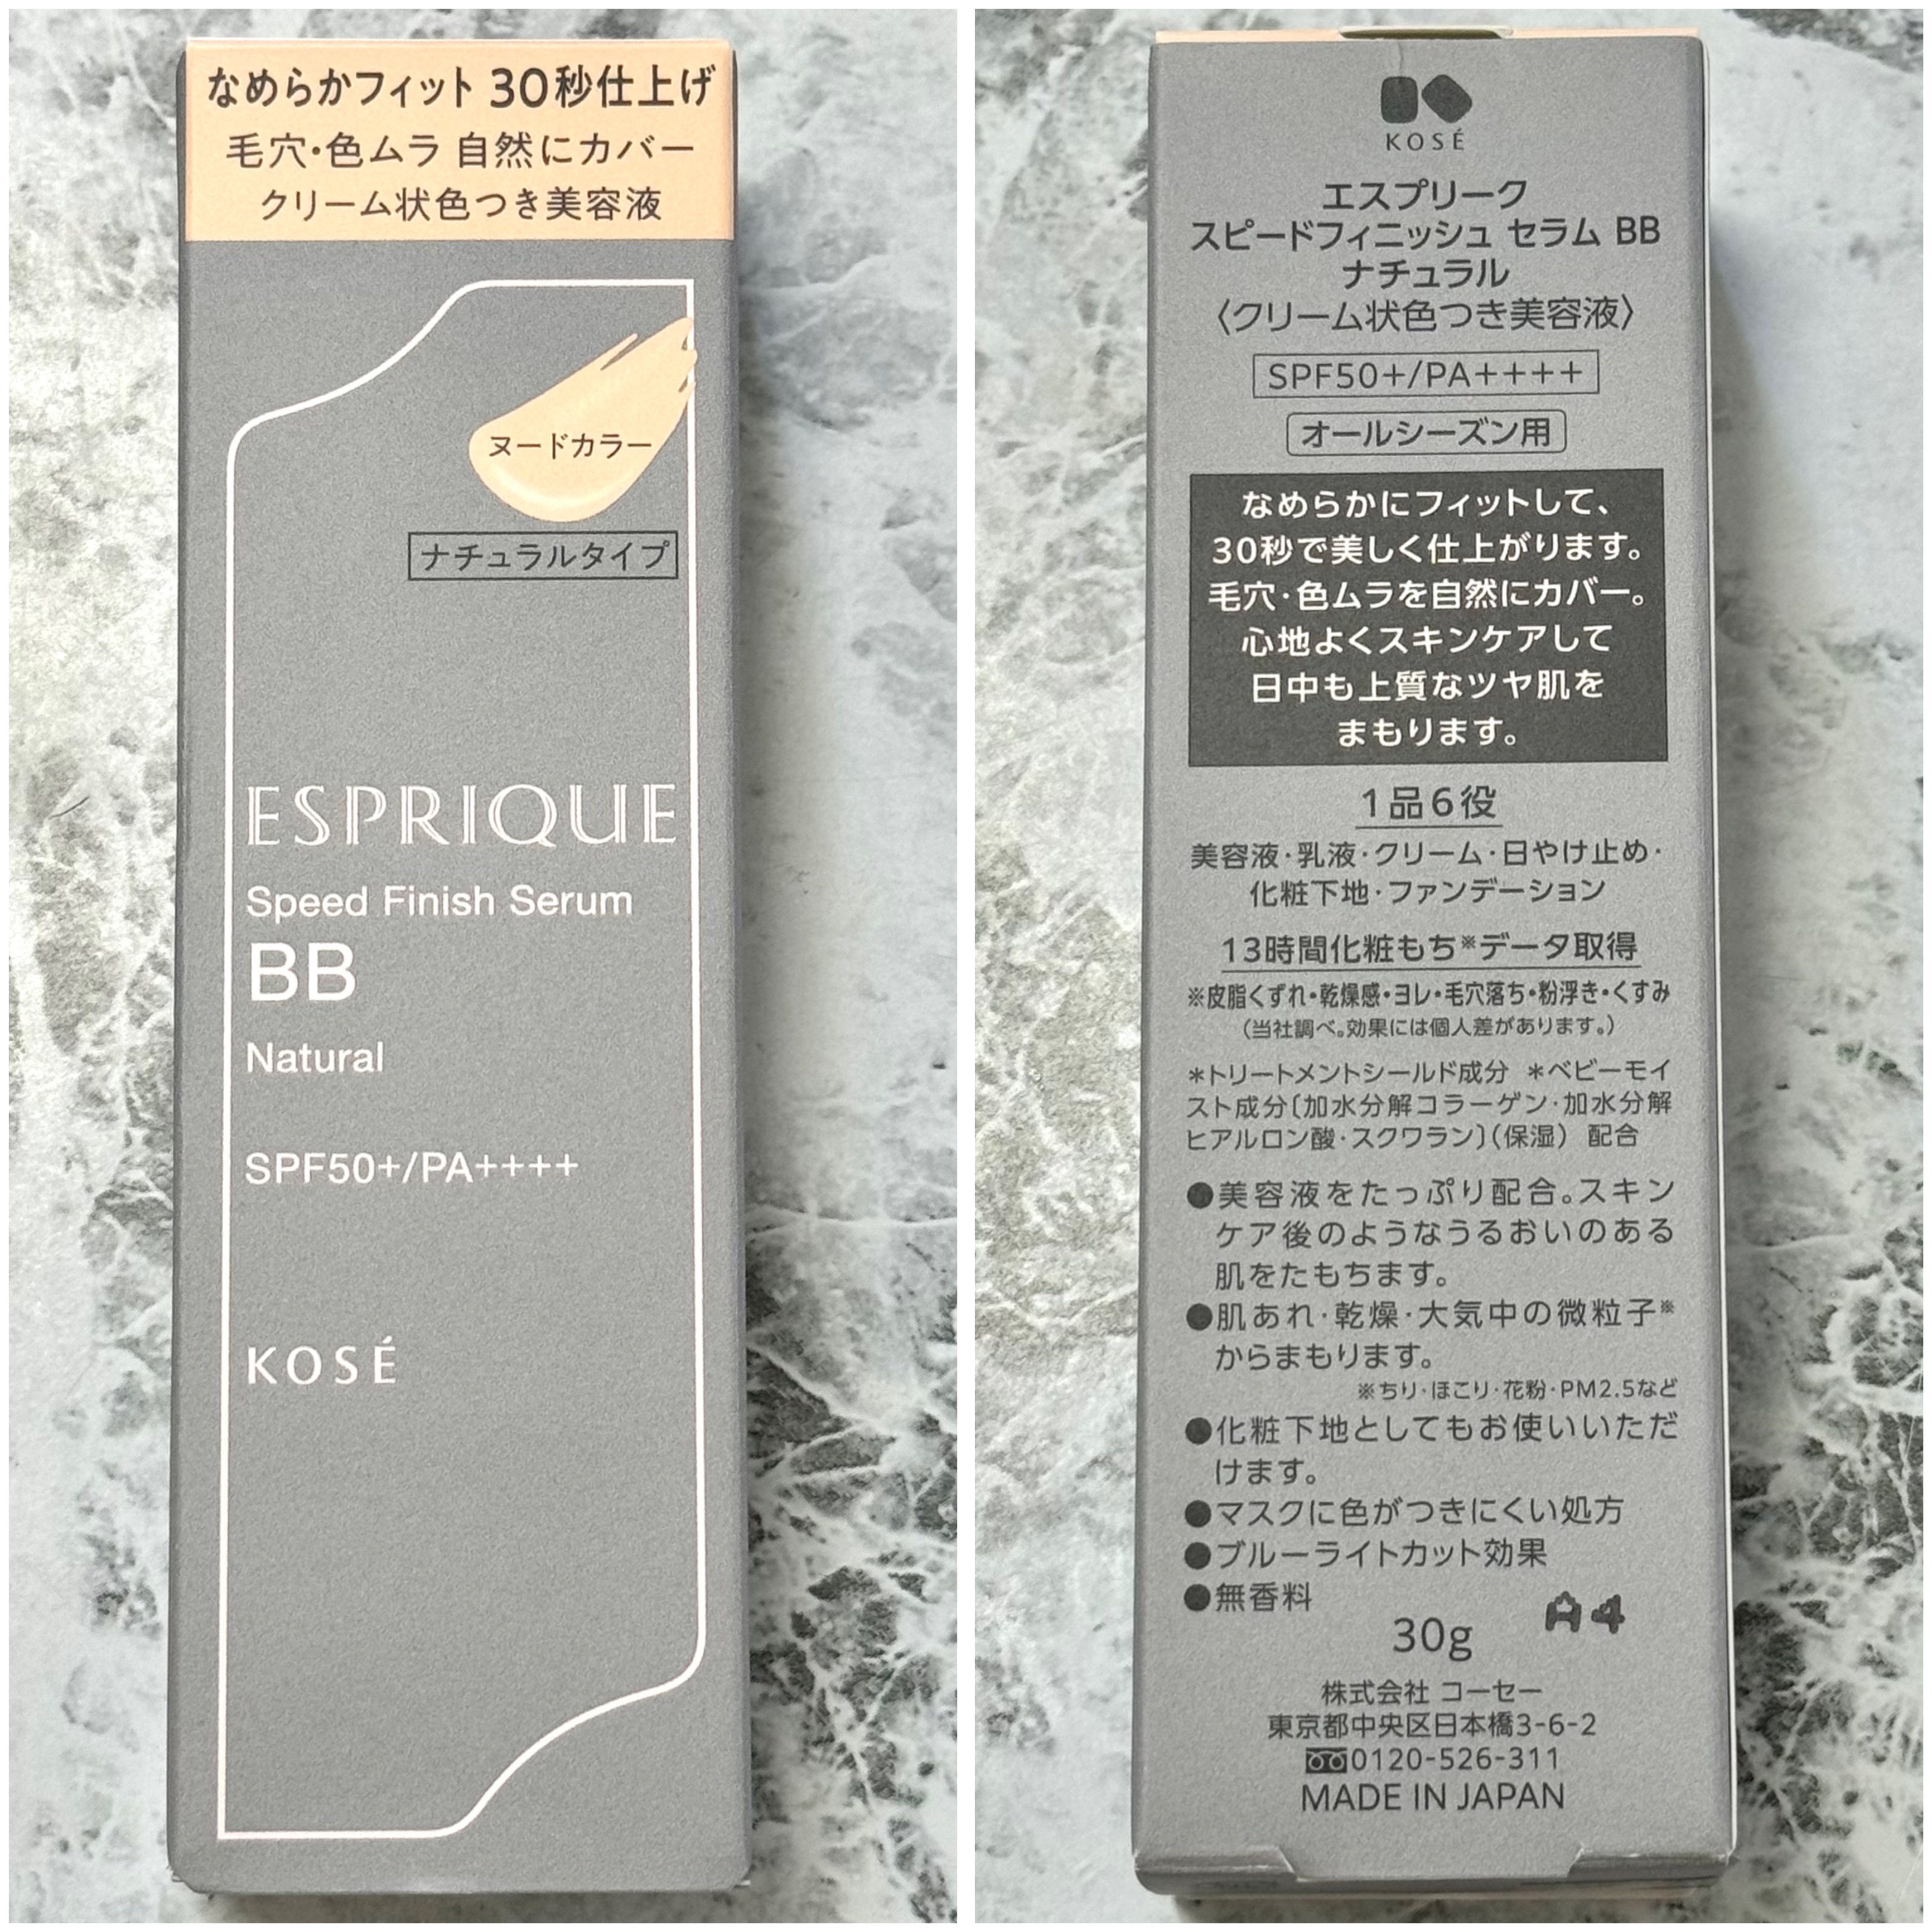 なめらかフィット 30秒仕上げ
毛穴・色ムラ 自然にカバー
クリーム状色つき美容液
ヌードカラー
ナチュラルタイプ
ESPRIQUE
Speed Finish Serum
BB
Natural
SPF50+/PA++++
KOSÉ
KOSÉ
エスプリーク
スピードフィニッシュ セラム BB
ナチュラル
〈クリーム状色つき美容液〉
SPF50+/PA++++
オールシーズン用
なめらかにフィットして、
30秒で美しく仕上がります。
毛穴・色ムラを自然にカバー。
心地よくスキンケアして
日中も上質なツヤ肌を
まもります。
1品6役
美容液・乳液・クリーム・日やけ止め・
化粧下地・ファンデーション
13時間化粧もち※データ取得
※皮脂くずれ・乾燥感・ヨレ・毛穴落ち・粉浮き・くすみ
（当社調べ。効果には個人差があります。）
＊トリートメントシールド成分 ＊ベビーモイ
スト成分〔加水分解コラーゲン・加水分解
ヒアルロン酸・スクワラン〕（保湿） 配合
●美容液をたっぷり配合。スキン
ケア後のようなうるおいのある
肌をたもちます。
●肌あれ・乾燥・大気中の微粒子※
からまもります。
※ちり・ほこり・花粉・PM2.5など
●化粧下地としてもお使いいただ
けます。
●マスクに色がつきにくい処方
●ブルーライトカット効果
●無香料
A4
30g
株式会社 コーセー
東京都中央区日本橋3-6-2
0120-526-311
MADE IN JAPAN